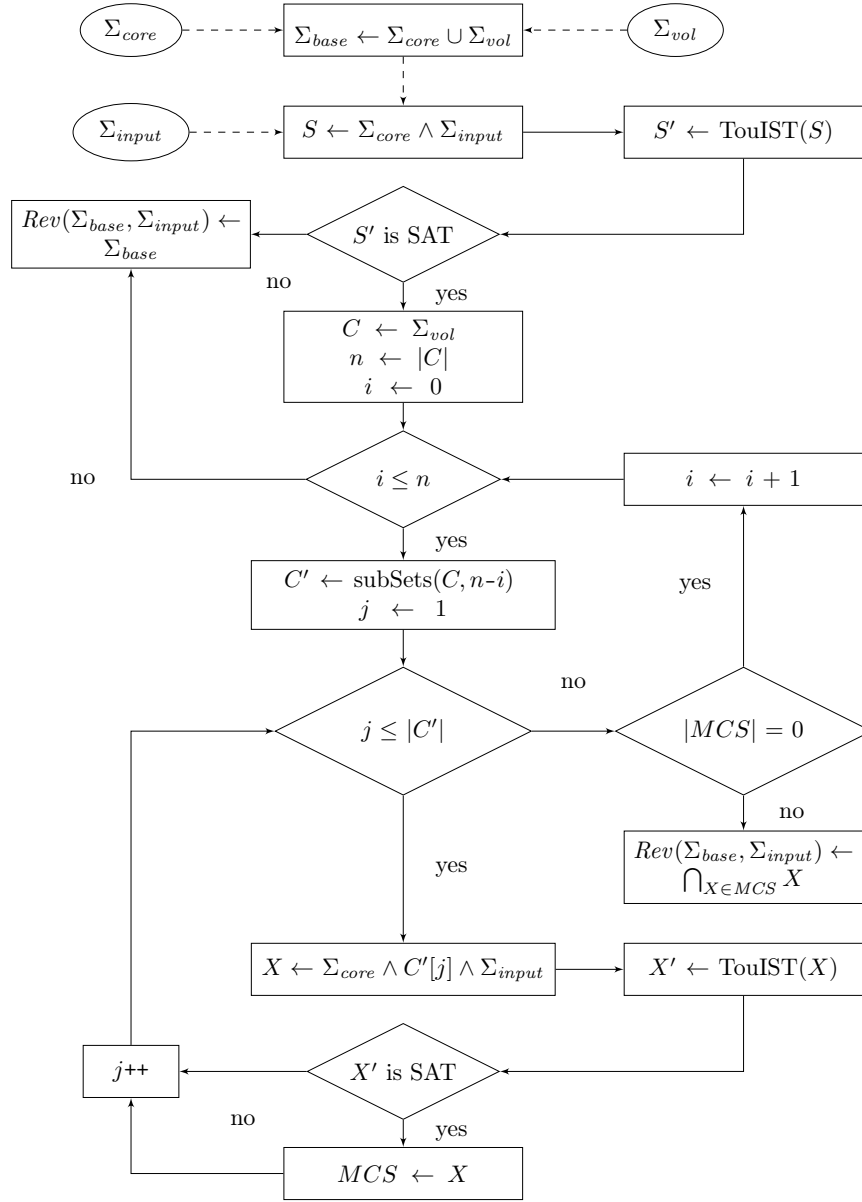 Σ_core
Σ_base ← Σ_core ∪ Σ_vol
Σ_vol
Σ_input
S ← Σ_core ∧ Σ_input
S′ ← TouIST(S)
Rev(Σ_base, Σ_input) ←
Σ_base
S′ is SAT
no
yes
C ← Σ_vol
n ← |C|
i ← 0
no
i ≤ n
i ← i + 1
yes
C′ ← subSets(C, n-i)
j ← 1
yes
no
j ≤ |C′|
|MCS| = 0
no
yes
Rev(Σ_base, Σ_input) ←
⋂_{X∈MCS} X
X ← Σ_core ∧ C′[j] ∧ Σ_input
X′ ← TouIST(X)
j++
X′ is SAT
no
yes
MCS ← X